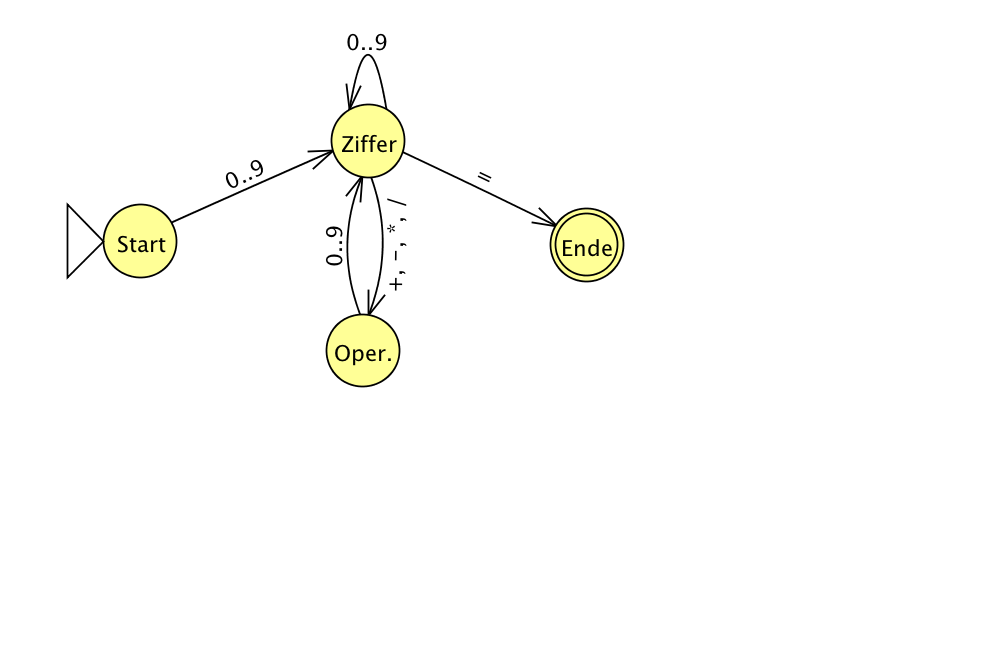 0..9
Ziffer
0..9
=
Start
0..9
+, -, *, /
Ende
Oper.